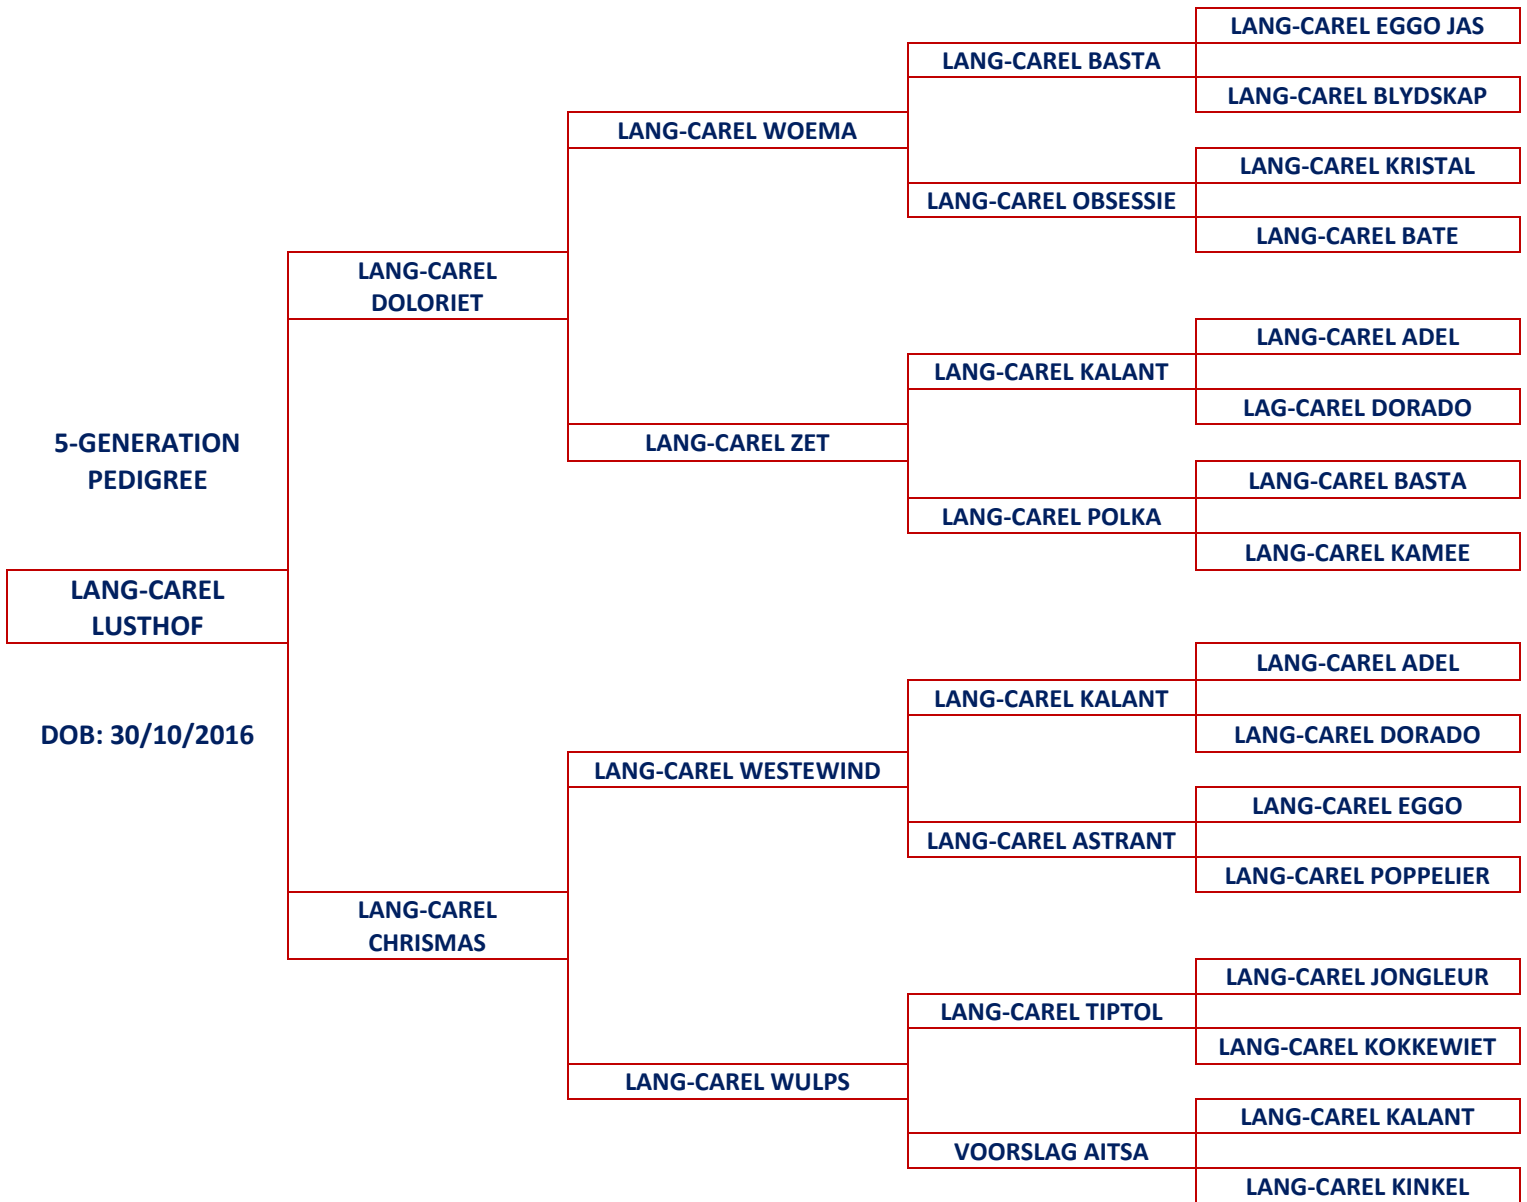 LANG-CAREL EGGO JAS
LANG-CAREL BASTA
LANG-CAREL BLYDSKAP
LANG-CAREL WOEMA
LANG-CAREL KRISTAL
LANG-CAREL OBSESSIE
LANG-CAREL BATE
LANG-CAREL
DOLORIET
LANG-CAREL ADEL
LANG-CAREL KALANT
LAG-CAREL DORADO
5-GENERATION
PEDIGREE
LANG-CAREL ZET
LANG-CAREL BASTA
LANG-CAREL POLKA
LANG-CAREL KAMEE
LANG-CAREL
LUSTHOF
LANG-CAREL ADEL
LANG-CAREL KALANT
LANG-CAREL DORADO
DOB: 30/10/2016
LANG-CAREL WESTEWIND
LANG-CAREL EGGO
LANG-CAREL ASTRANT
LANG-CAREL POPPELIER
LANG-CAREL
CHRISMAS
LANG-CAREL JONGLEUR
LANG-CAREL TIPTOL
LANG-CAREL KOKKEWIET
LANG-CAREL WULPS
LANG-CAREL KALANT
VOORSLAG AITSA
LANG-CAREL KINKEL